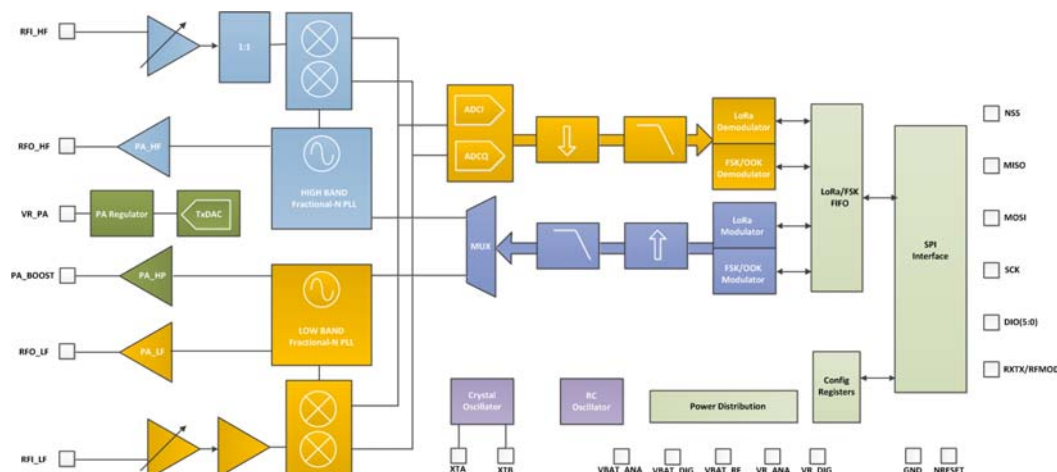 RFI_HF
1:1
RFO_HF
PA_HF
HIGH BAND
Fractional-N PLL
VR_PA
PA Regulator
TxDAC
PA_BOOST
PA_HP
LOW BAND
Fractional-N PLL
RFO_LF
PA_LF
RFI_LF
ADCI
ADCQ
MUX
LoRa
Demodulator
FSK/OOK
Demodulator
LoRa
Modulator
FSK/OOK
Modulator
LoRa/FSK
FIFO
SPI
Interface
NSS
MISO
MOSI
SCK
DIO(5:0)
RXTX/RFMOD
Crystal
Oscillator
RC
Oscillator
Power Distribution
Config
Registers
XTA
XTB
VBAT_ANA
VBAT_DIG
VBAT_RF
VR_ANA
VR_DIG
GND
NRESET